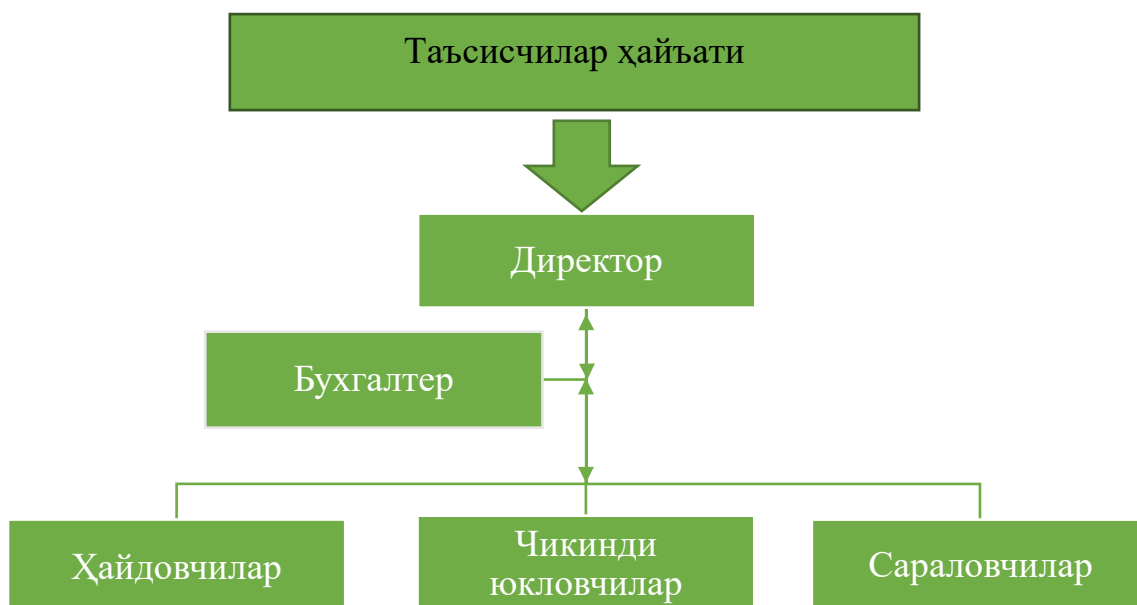 Таъсисчилар ҳайъати
Директор
Бухгалтер
Ҳайдовчилар
Чикинди
юкловчилар
Сараловчилар